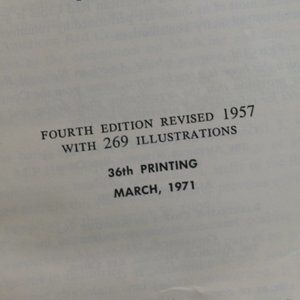 FOURTH EDITION REVISED 1957
WITH 269 ILLUSTRATIONS
36th PRINTING
MARCH, 1971